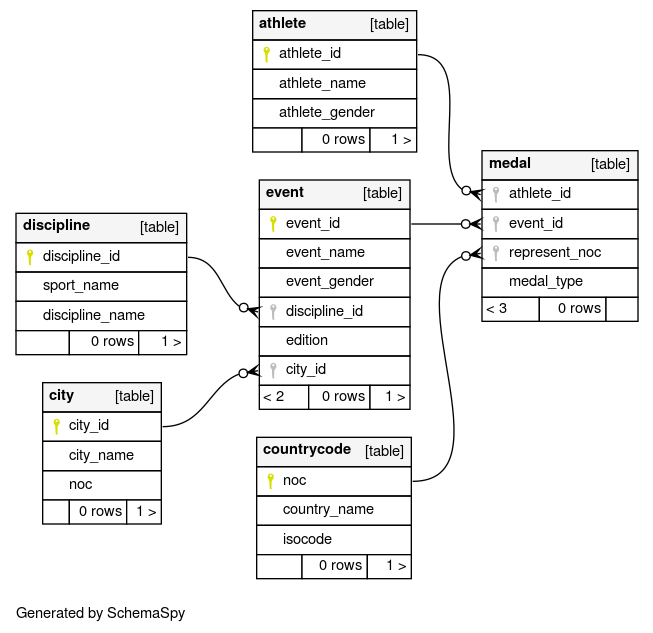 athlete [table]
athlete_id
athlete_name
athlete_gender
0 rows 1 >
medal [table]
athlete_id
event_id
represent_noc
medal_type
< 3 0 rows
event [table]
event_id
event_name
event_gender
discipline_id
edition
city_id
< 2 0 rows 1 >
discipline [table]
discipline_id
sport_name
discipline_name
0 rows 1 >
city [table]
city_id
city_name
noc
0 rows 1 >
countrycode [table]
noc
country_name
isocode
0 rows 1 >
Generated by SchemaSpy